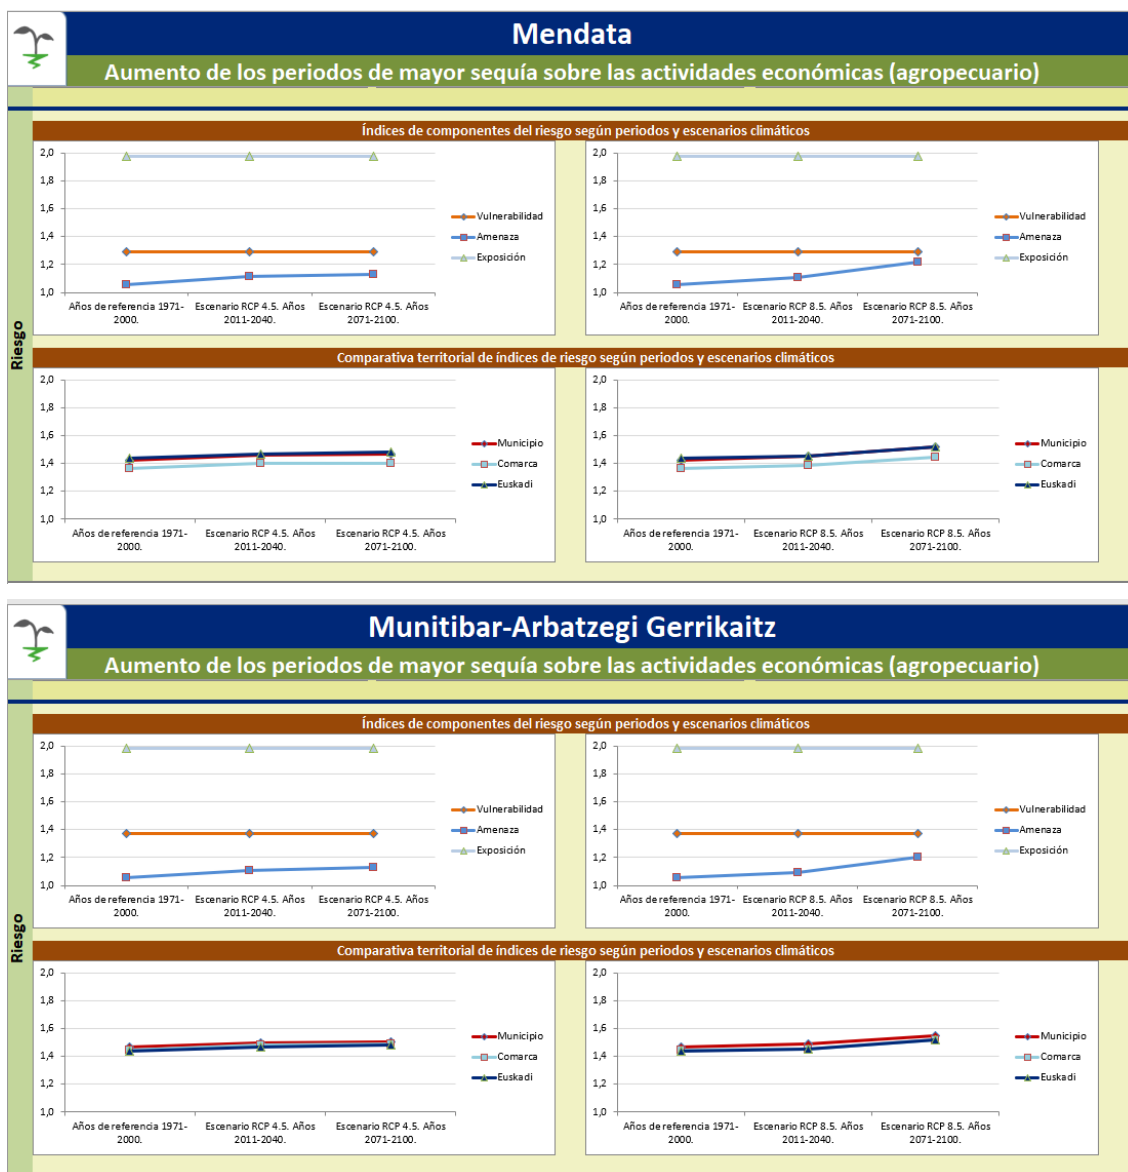 Mendata
Aumento de los periodos de mayor sequía sobre las actividades económicas (agropecuario)
Riesgo
Índices de componentes del riesgo según periodos y escenarios climáticos
2,0
1,8
1,6
1,4
1,2
1,0
Años de referencia 1971-
2000.
Escenario RCP 4.5. Años
2011-2040.
Escenario RCP 4.5. Años
2071-2100.
Vulnerabilidad
Amenaza
Exposición
2,0
1,8
1,6
1,4
1,2
1,0
Años de referencia 1971-
2000.
Escenario RCP 8.5. Años
2011-2040.
Escenario RCP 8.5. Años
2071-2100.
Vulnerabilidad
Amenaza
Exposición
Comparativa territorial de índices de riesgo según periodos y escenarios climáticos
2,0
1,8
1,6
1,4
1,2
1,0
Años de referencia 1971-
2000.
Escenario RCP 4.5. Años
2011-2040.
Escenario RCP 4.5. Años
2071-2100.
Municipio
Comarca
Euskadi
2,0
1,8
1,6
1,4
1,2
1,0
Años de referencia 1971-
2000.
Escenario RCP 8.5. Años
2011-2040.
Escenario RCP 8.5. Años
2071-2100.
Municipio
Comarca
Euskadi
Munitibar-Arbatzegi Gerrikaitz
Aumento de los periodos de mayor sequía sobre las actividades económicas (agropecuario)
Riesgo
Índices de componentes del riesgo según periodos y escenarios climáticos
2,0
1,8
1,6
1,4
1,2
1,0
Años de referencia 1971-
2000.
Escenario RCP 4.5. Años
2011-2040.
Escenario RCP 4.5. Años
2071-2100.
Vulnerabilidad
Amenaza
Exposición
2,0
1,8
1,6
1,4
1,2
1,0
Años de referencia 1971-
2000.
Escenario RCP 8.5. Años
2011-2040.
Escenario RCP 8.5. Años
2071-2100.
Vulnerabilidad
Amenaza
Exposición
Comparativa territorial de índices de riesgo según periodos y escenarios climáticos
2,0
1,8
1,6
1,4
1,2
1,0
Años de referencia 1971-
2000.
Escenario RCP 4.5. Años
2011-2040.
Escenario RCP 4.5. Años
2071-2100.
Municipio
Comarca
Euskadi
2,0
1,8
1,6
1,4
1,2
1,0
Años de referencia 1971-
2000.
Escenario RCP 8.5. Años
2011-2040.
Escenario RCP 8.5. Años
2071-2100.
Municipio
Comarca
Euskadi